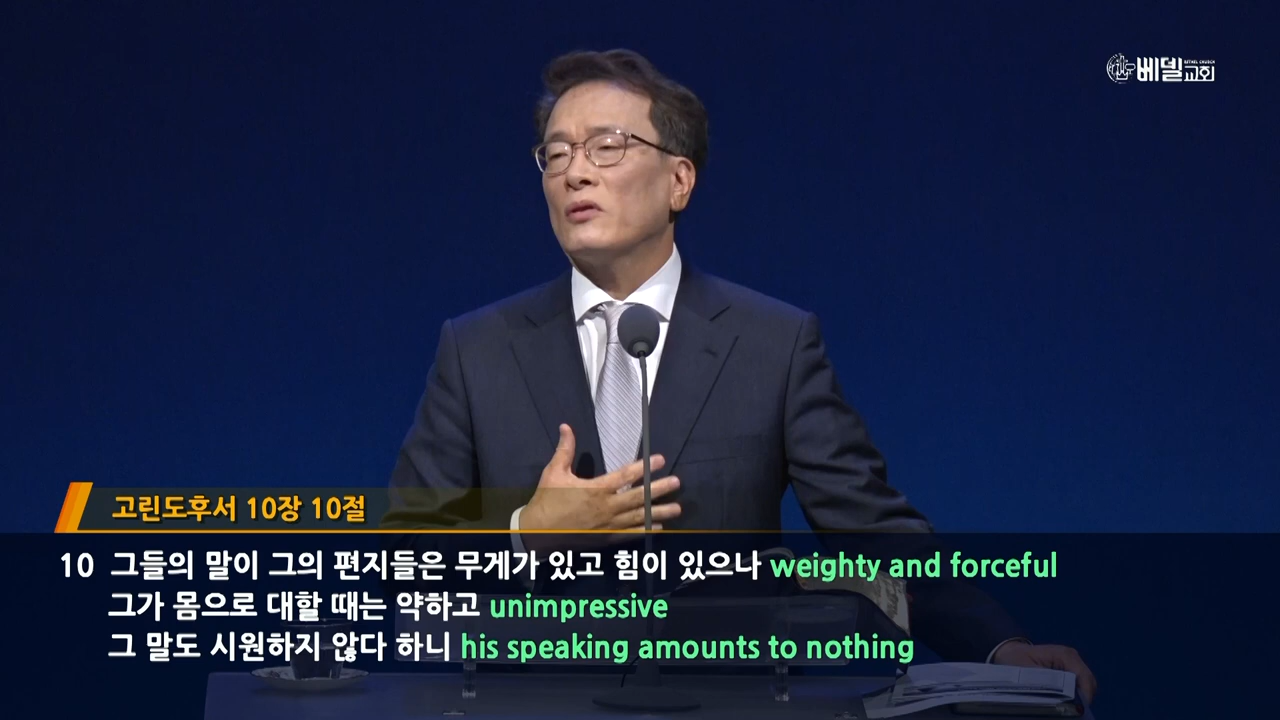 베델교회
BETHEL CHURCH
고린도후서 10장 10절
10 그들의 말이 그의 편지들은 무게가 있고 힘이 있으나 weighty and forceful
그가 몸으로 대할 때는 약하고 unimpressive
그 말도 시원하지 않다 하니 his speaking amounts to nothing